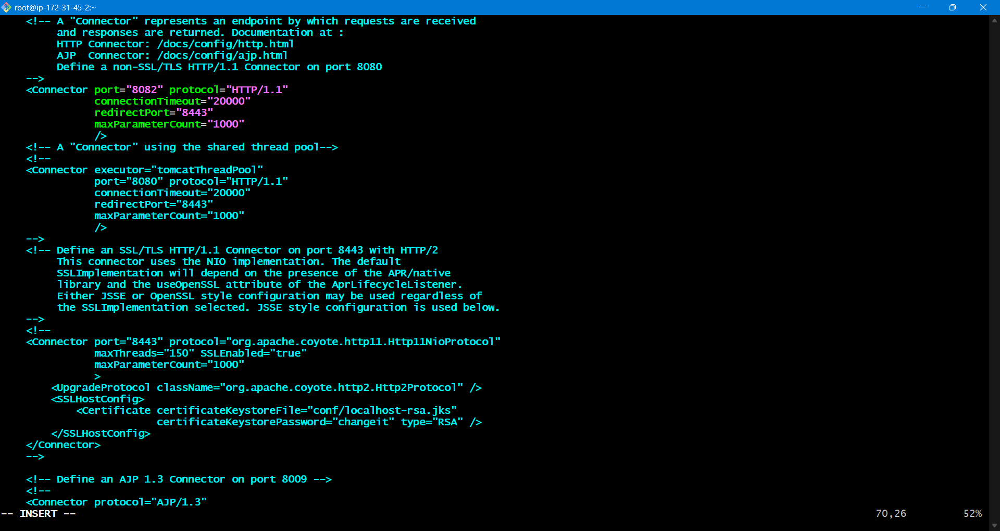 root@ip-172-31-45-2:~
<!-- A "Connector" represents an endpoint by which requests are received
and responses are returned. Documentation at :
HTTP Connector: /docs/config/http.html
AJP  Connector: /docs/config/ajp.html
Define a non-SSL/TLS HTTP/1.1 Connector on port 8080
-->
<Connector port="8082" protocol="HTTP/1.1"
connectionTimeout="20000"
redirectPort="8443"
maxParameterCount="1000"
/>
<!-- A "Connector" using the shared thread pool-->
<!--
<Connector executor="tomcatThreadPool"
port="8080" protocol="HTTP/1.1"
connectionTimeout="20000"
redirectPort="8443"
maxParameterCount="1000"
/>
-->
<!-- Define an SSL/TLS HTTP/1.1 Connector on port 8443 with HTTP/2
This connector uses the NIO implementation. The default
SSLImplementation will depend on the presence of the APR/native
library and the useOpenSSL attribute of the AprLifecycleListener.
Either JSSE or OpenSSL style configuration may be used regardless of
the SSLImplementation selected. JSSE style configuration is used below.
-->
<!--
<Connector port="8443" protocol="org.apache.coyote.http11.Http11NioProtocol"
maxThreads="150" SSLEnabled="true"
maxParameterCount="1000"
>
<UpgradeProtocol className="org.apache.coyote.http2.Http2Protocol" />
<SSLHostConfig>
<Certificate certificateKeystoreFile="conf/localhost-rsa.jks"
certificateKeystorePassword="changeit" type="RSA" />
</SSLHostConfig>
</Connector>
-->
<!-- Define an AJP 1.3 Connector on port 8009 -->
<!--
<Connector protocol="AJP/1.3"
-- INSERT -- 70,26 52%